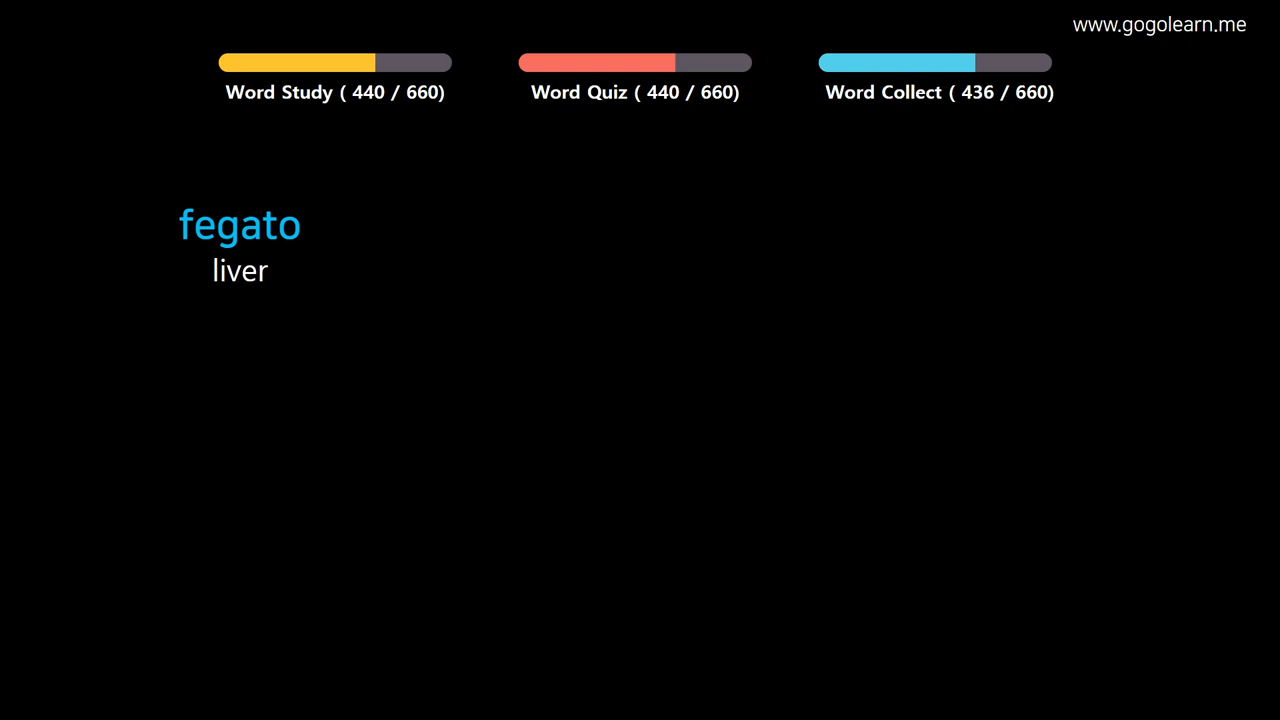 www.gogolearn.me
Word Study ( 440 / 660)
Word Quiz ( 440 / 660)
Word Collect ( 436 / 660)
fegato
liver